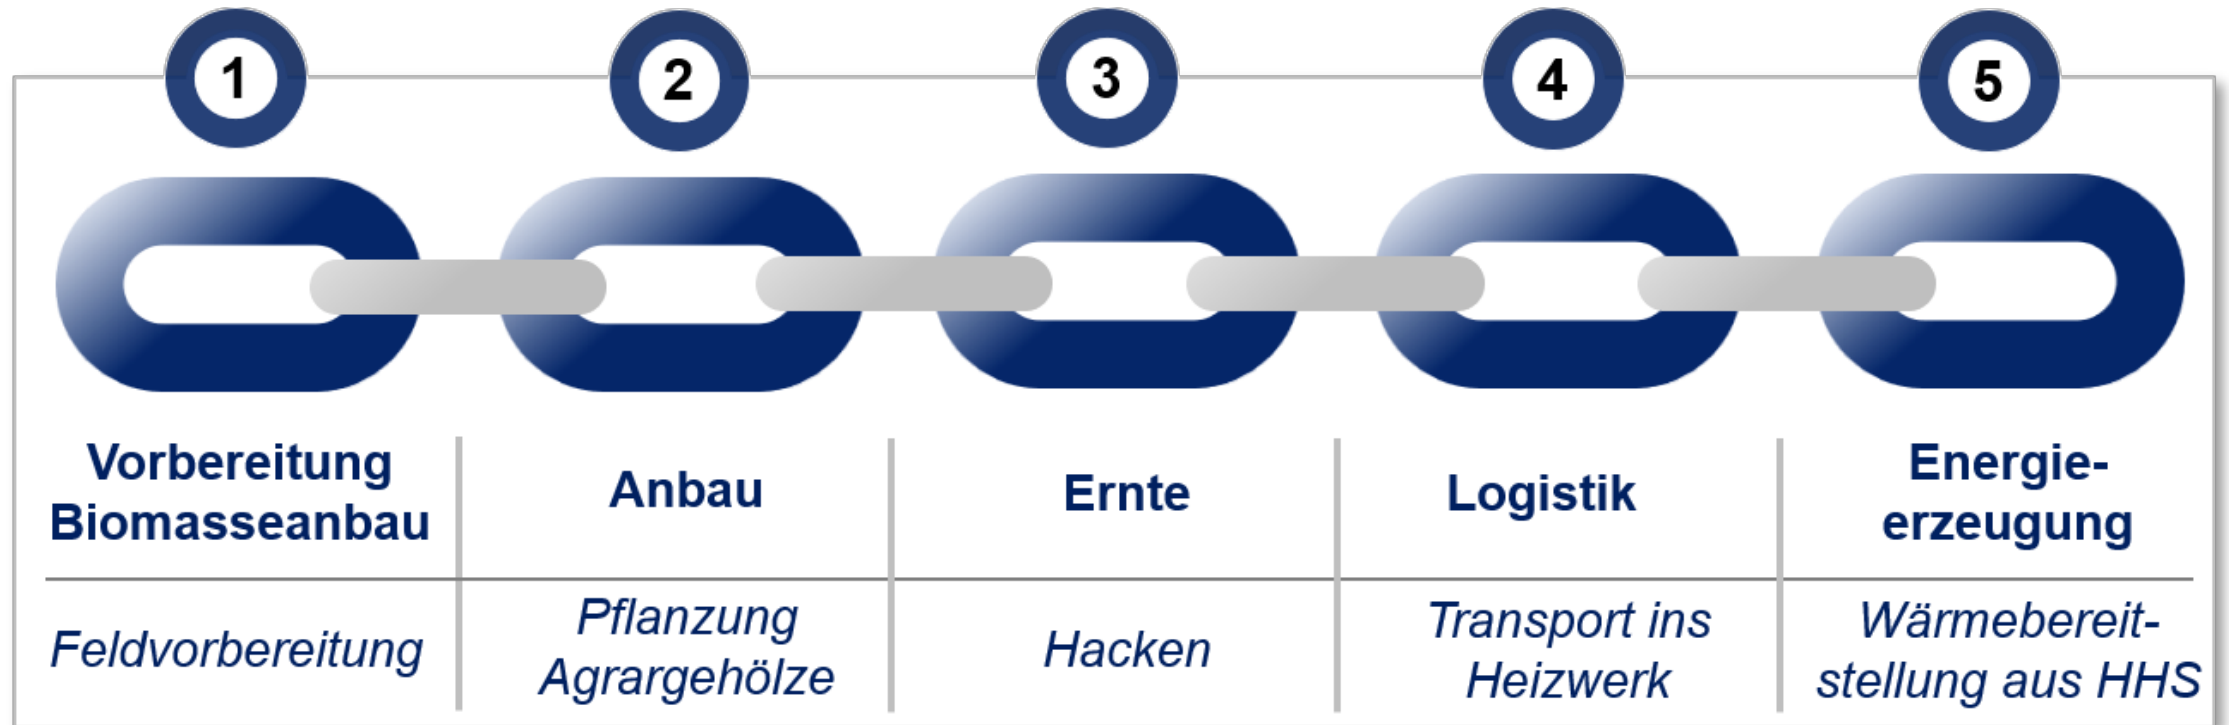 1
2
3
4
5
Vorbereitung
Biomasseanbau
Anbau
Ernte
Logistik
Energie-
erzeugung
Feldvorbereitung
Pflanzung
Agrargehölze
Hacken
Transport ins
Heizwerk
Wärmebereit-
stellung aus HHS